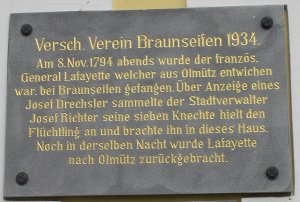 Versch. Verein Braunseifen 1934.
Am 8. Nov. 1794 abends wurde der französ.
General Lafayette welcher aus Olmütz entwichen
war. bei Braunseifen gefangen. Über Anzeige eines
Josef Drechsler sammelte der Stadtverwalter
Josef Richter seine sieben Knechte hielt den
Flüchtling an und brachte ihn in dieses Haus.
Noch in derselben Nacht wurde Lafayette
nach Olmütz zurückgebracht.